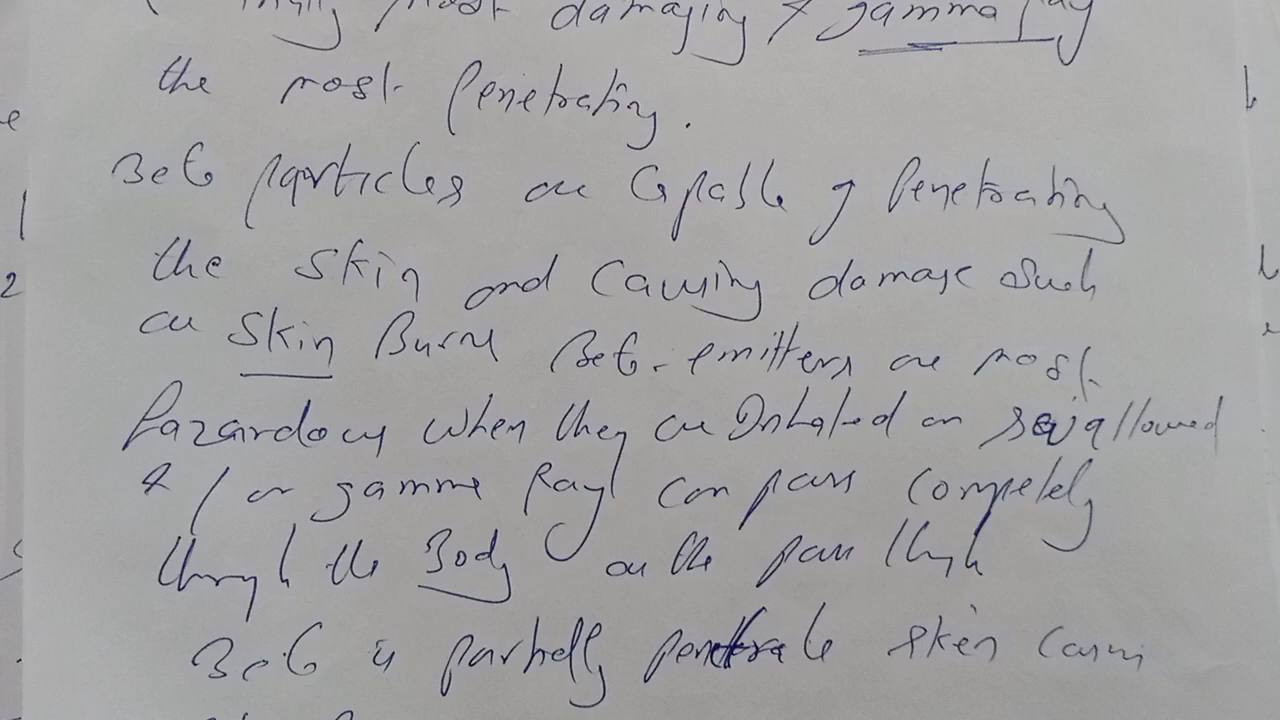 most damaging & gamma ray
the most penetrating.
Beta particles are Capable of Penetrating
the skin and Causing damage such
as skin Burns Beta-emitters are most
hazardous when they are Inhaled or swallowed
& / or gamma Rays can pass Completely
through the Body as the pass through
Beta is partially penetrate skin Causi